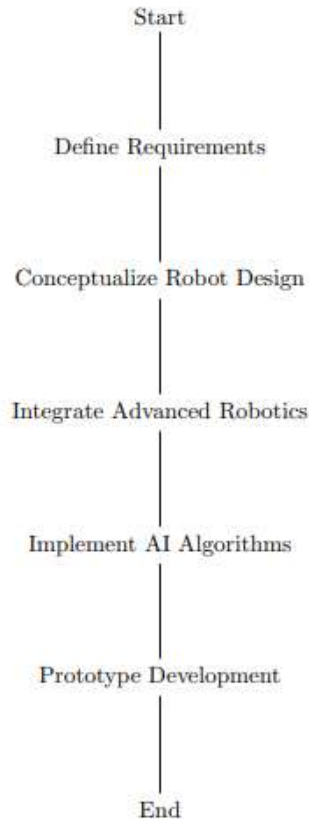 Start
Define Requirements
Conceptualize Robot Design
Integrate Advanced Robotics
Implement AI Algorithms
Prototype Development
End